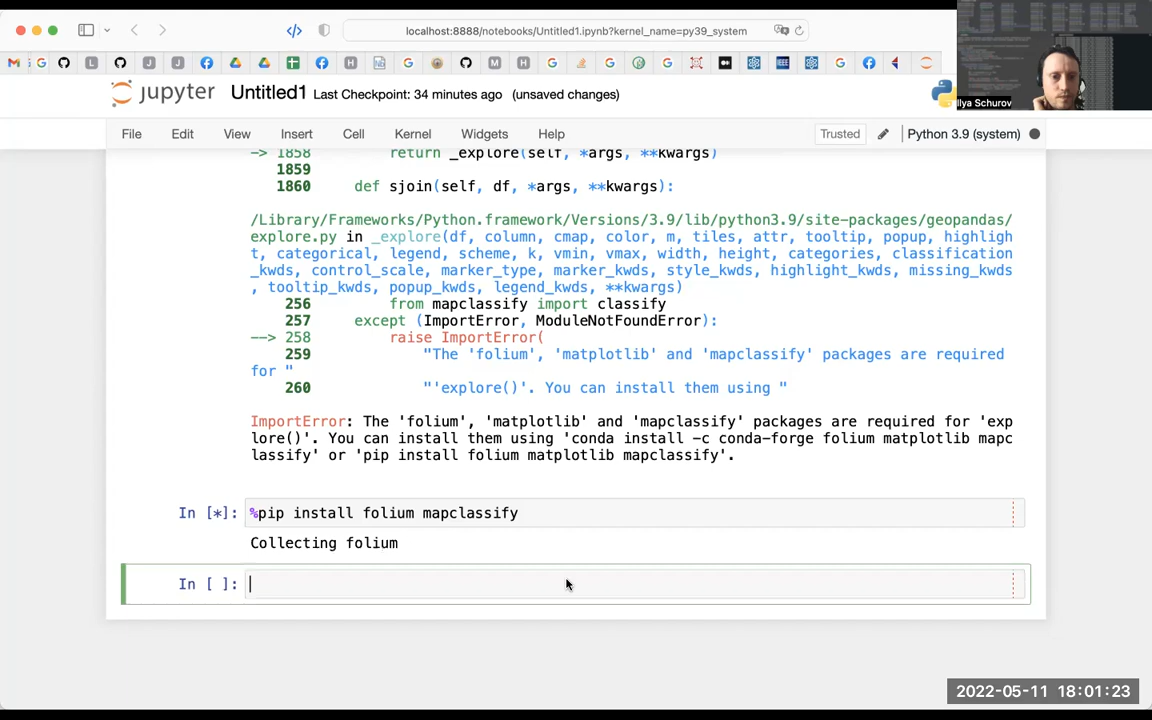 localhost:8888/notebooks/Untitled1.ipynb?kernel_name=py39_system
jupyter Untitled1 Last Checkpoint: 34 minutes ago (unsaved changes)
Ilya Schurov
File Edit View Insert Cell Kernel Widgets Help Trusted Python 3.9 (system)
-> 1858 return _explore(self, *args, **kwargs)
1859
1860 def sjoin(self, df, *args, **kwargs):
/Library/Frameworks/Python.framework/Versions/3.9/lib/python3.9/site-packages/geopandas/
explore.py in _explore(df, column, cmap, color, m, tiles, attr, tooltip, popup, highligh
t, categorical, legend, scheme, k, vmin, vmax, width, height, categories, classification
_kwds, control_scale, marker_type, marker_kwds, style_kwds, highlight_kwds, missing_kwds
, tooltip_kwds, popup_kwds, legend_kwds, **kwargs)
256 from mapclassify import classify
257 except (ImportError, ModuleNotFoundError):
--> 258 raise ImportError(
259 "The 'folium', 'matplotlib' and 'mapclassify' packages are required
for "
260 "'explore()'. You can install them using "
ImportError: The 'folium', 'matplotlib' and 'mapclassify' packages are required for 'exp
lore()'. You can install them using 'conda install -c conda-forge folium matplotlib mapc
lassify' or 'pip install folium matplotlib mapclassify'.
In [*]: %pip install folium mapclassify
Collecting folium
In [ ]:
2022-05-11 18:01:23